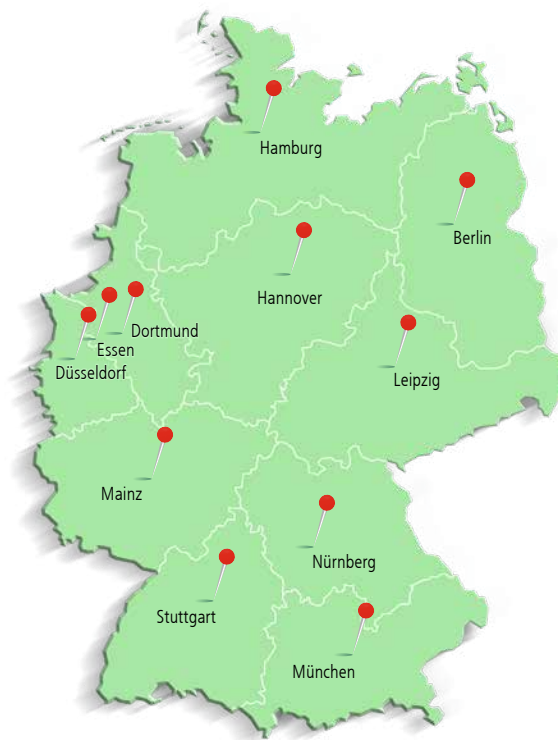 Hamburg
Berlin
Hannover
Dortmund
Essen
Düsseldorf
Leipzig
Mainz
Nürnberg
Stuttgart
München